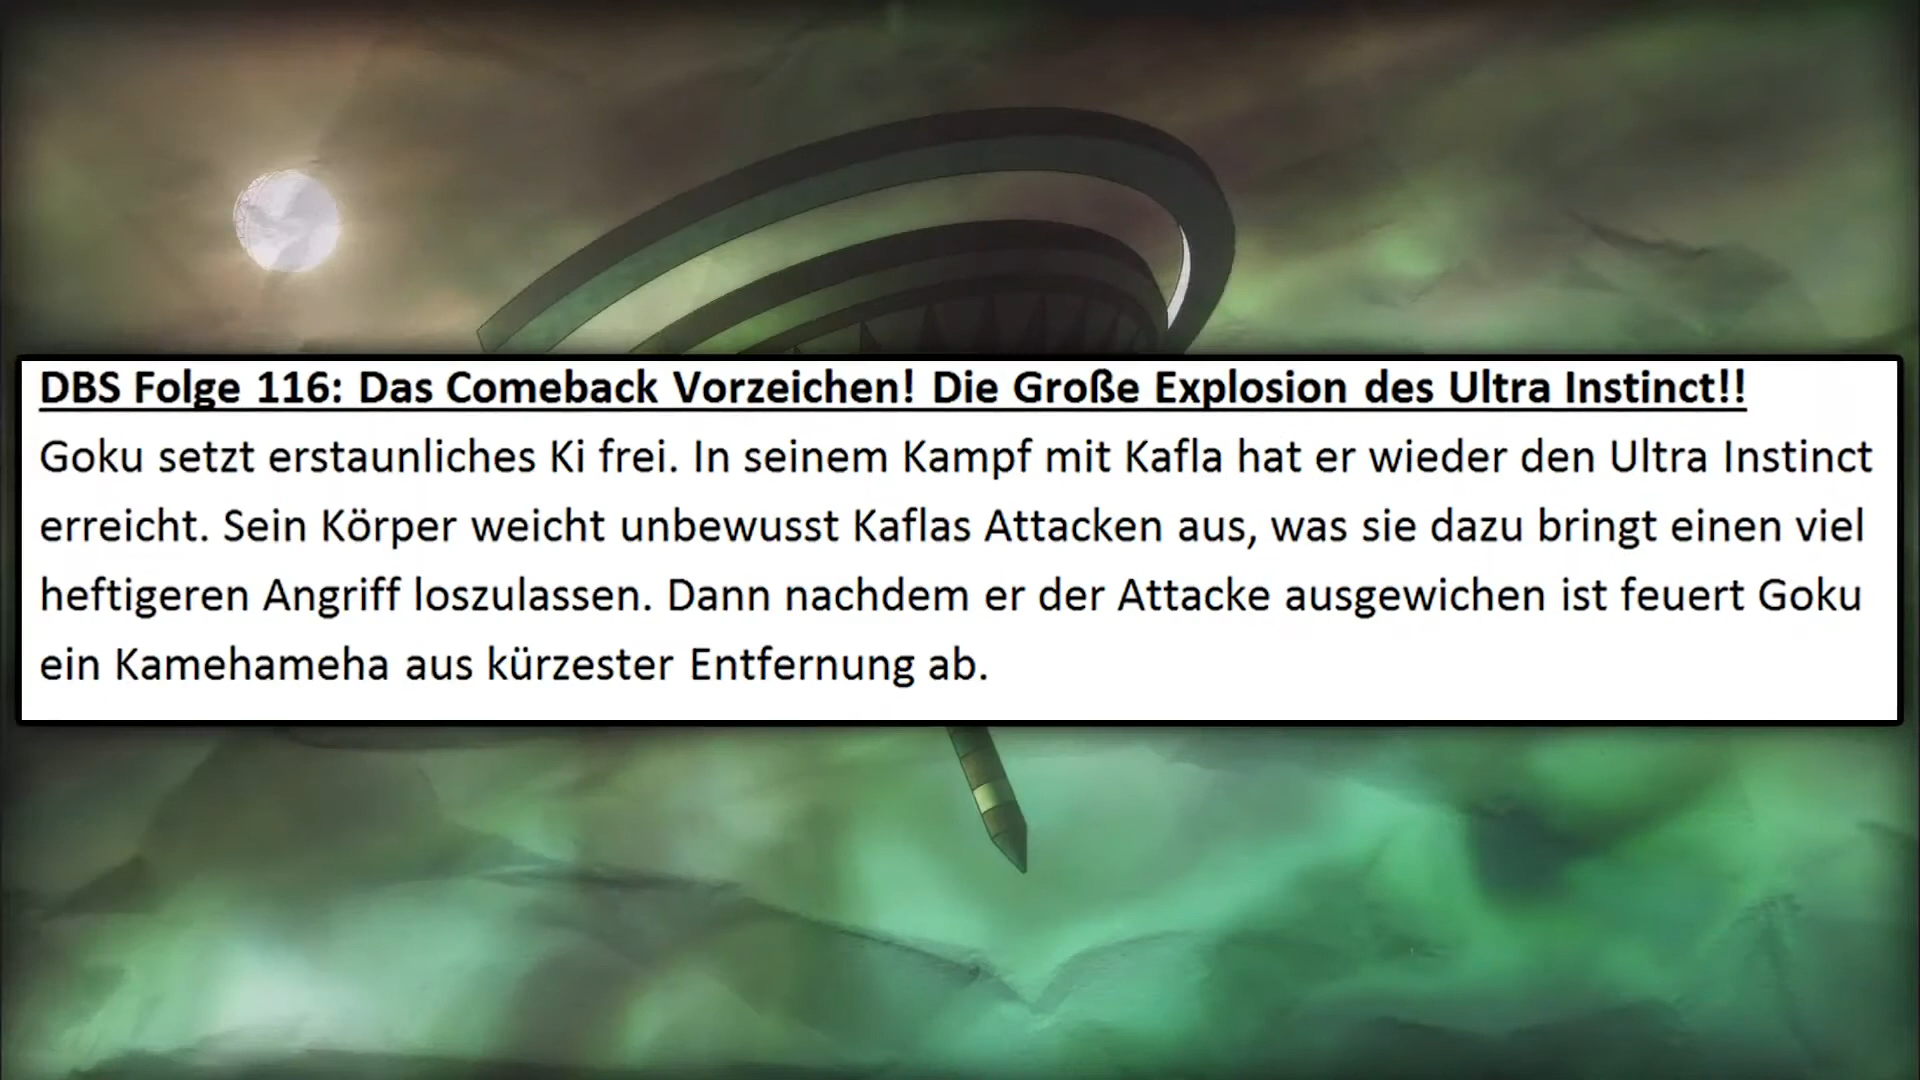 DBS Folge 116: Das Comeback Vorzeichen! Die Große Explosion des Ultra Instinct!!
Goku setzt erstaunliches Ki frei. In seinem Kampf mit Kafla hat er wieder den Ultra Instinct
erreicht. Sein Körper weicht unbewusst Kaflas Attacken aus, was sie dazu bringt einen viel
heftigeren Angriff loszulassen. Dann nachdem er der Attacke ausgewichen ist feuert Goku
ein Kamehameha aus kürzester Entfernung ab.